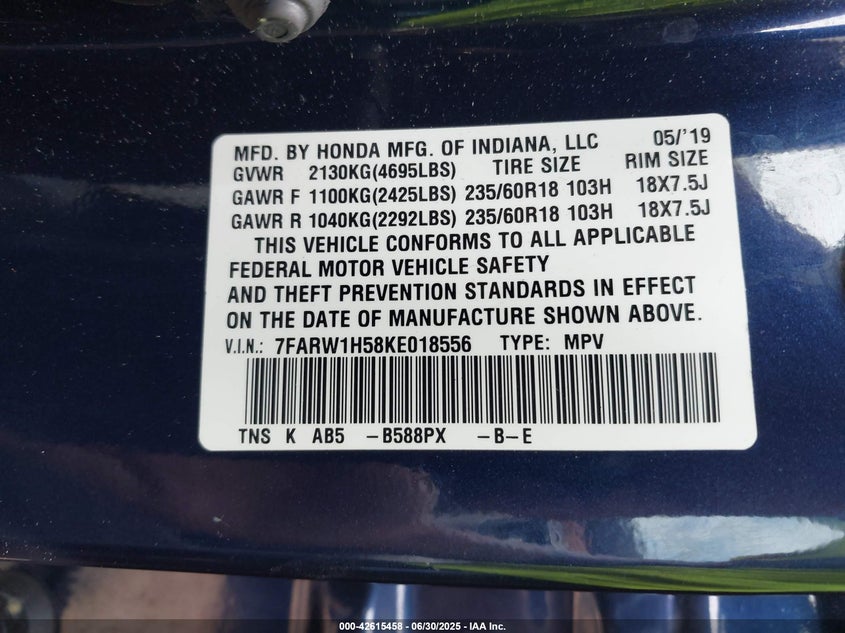 MFD. BY HONDA MFG. OF INDIANA, LLC 05/'19
GVWR 2130KG(4695LBS) TIRE SIZE RIM SIZE
GAWR F 1100KG(2425LBS) 235/60R18 103H 18X7.5J
GAWR R 1040KG(2292LBS) 235/60R18 103H 18X7.5J
THIS VEHICLE CONFORMS TO ALL APPLICABLE
FEDERAL MOTOR VEHICLE SAFETY
AND THEFT PREVENTION STANDARDS IN EFFECT
ON THE DATE OF MANUFACTURE SHOWN ABOVE.
V.I.N.: 7FARW1H58KE018556 TYPE: MPV
TNS K AB5 -B588PX -B-E
000-42615458 - 06/30/2025 - IAA Inc.